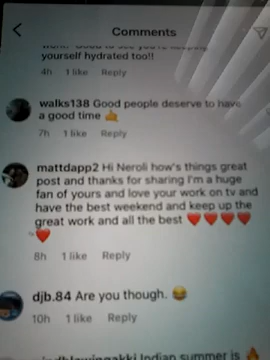 Comments
yourself hydrated too!!
4h 1 like Reply
walks138 Good people deserve to have
a good time 🤙
7h 1 like Reply
mattdapp2 Hi Neroli how's things great
post and thanks for sharing I'm a huge
fan of yours and love your work on tv and
have the best weekend and keep up the
great work and all the best ❤️❤️❤️❤️
❤️
8h 1 like Reply
djb.84 Are you though. 😂
10h 1 like Reply
Indian summer is 🔥